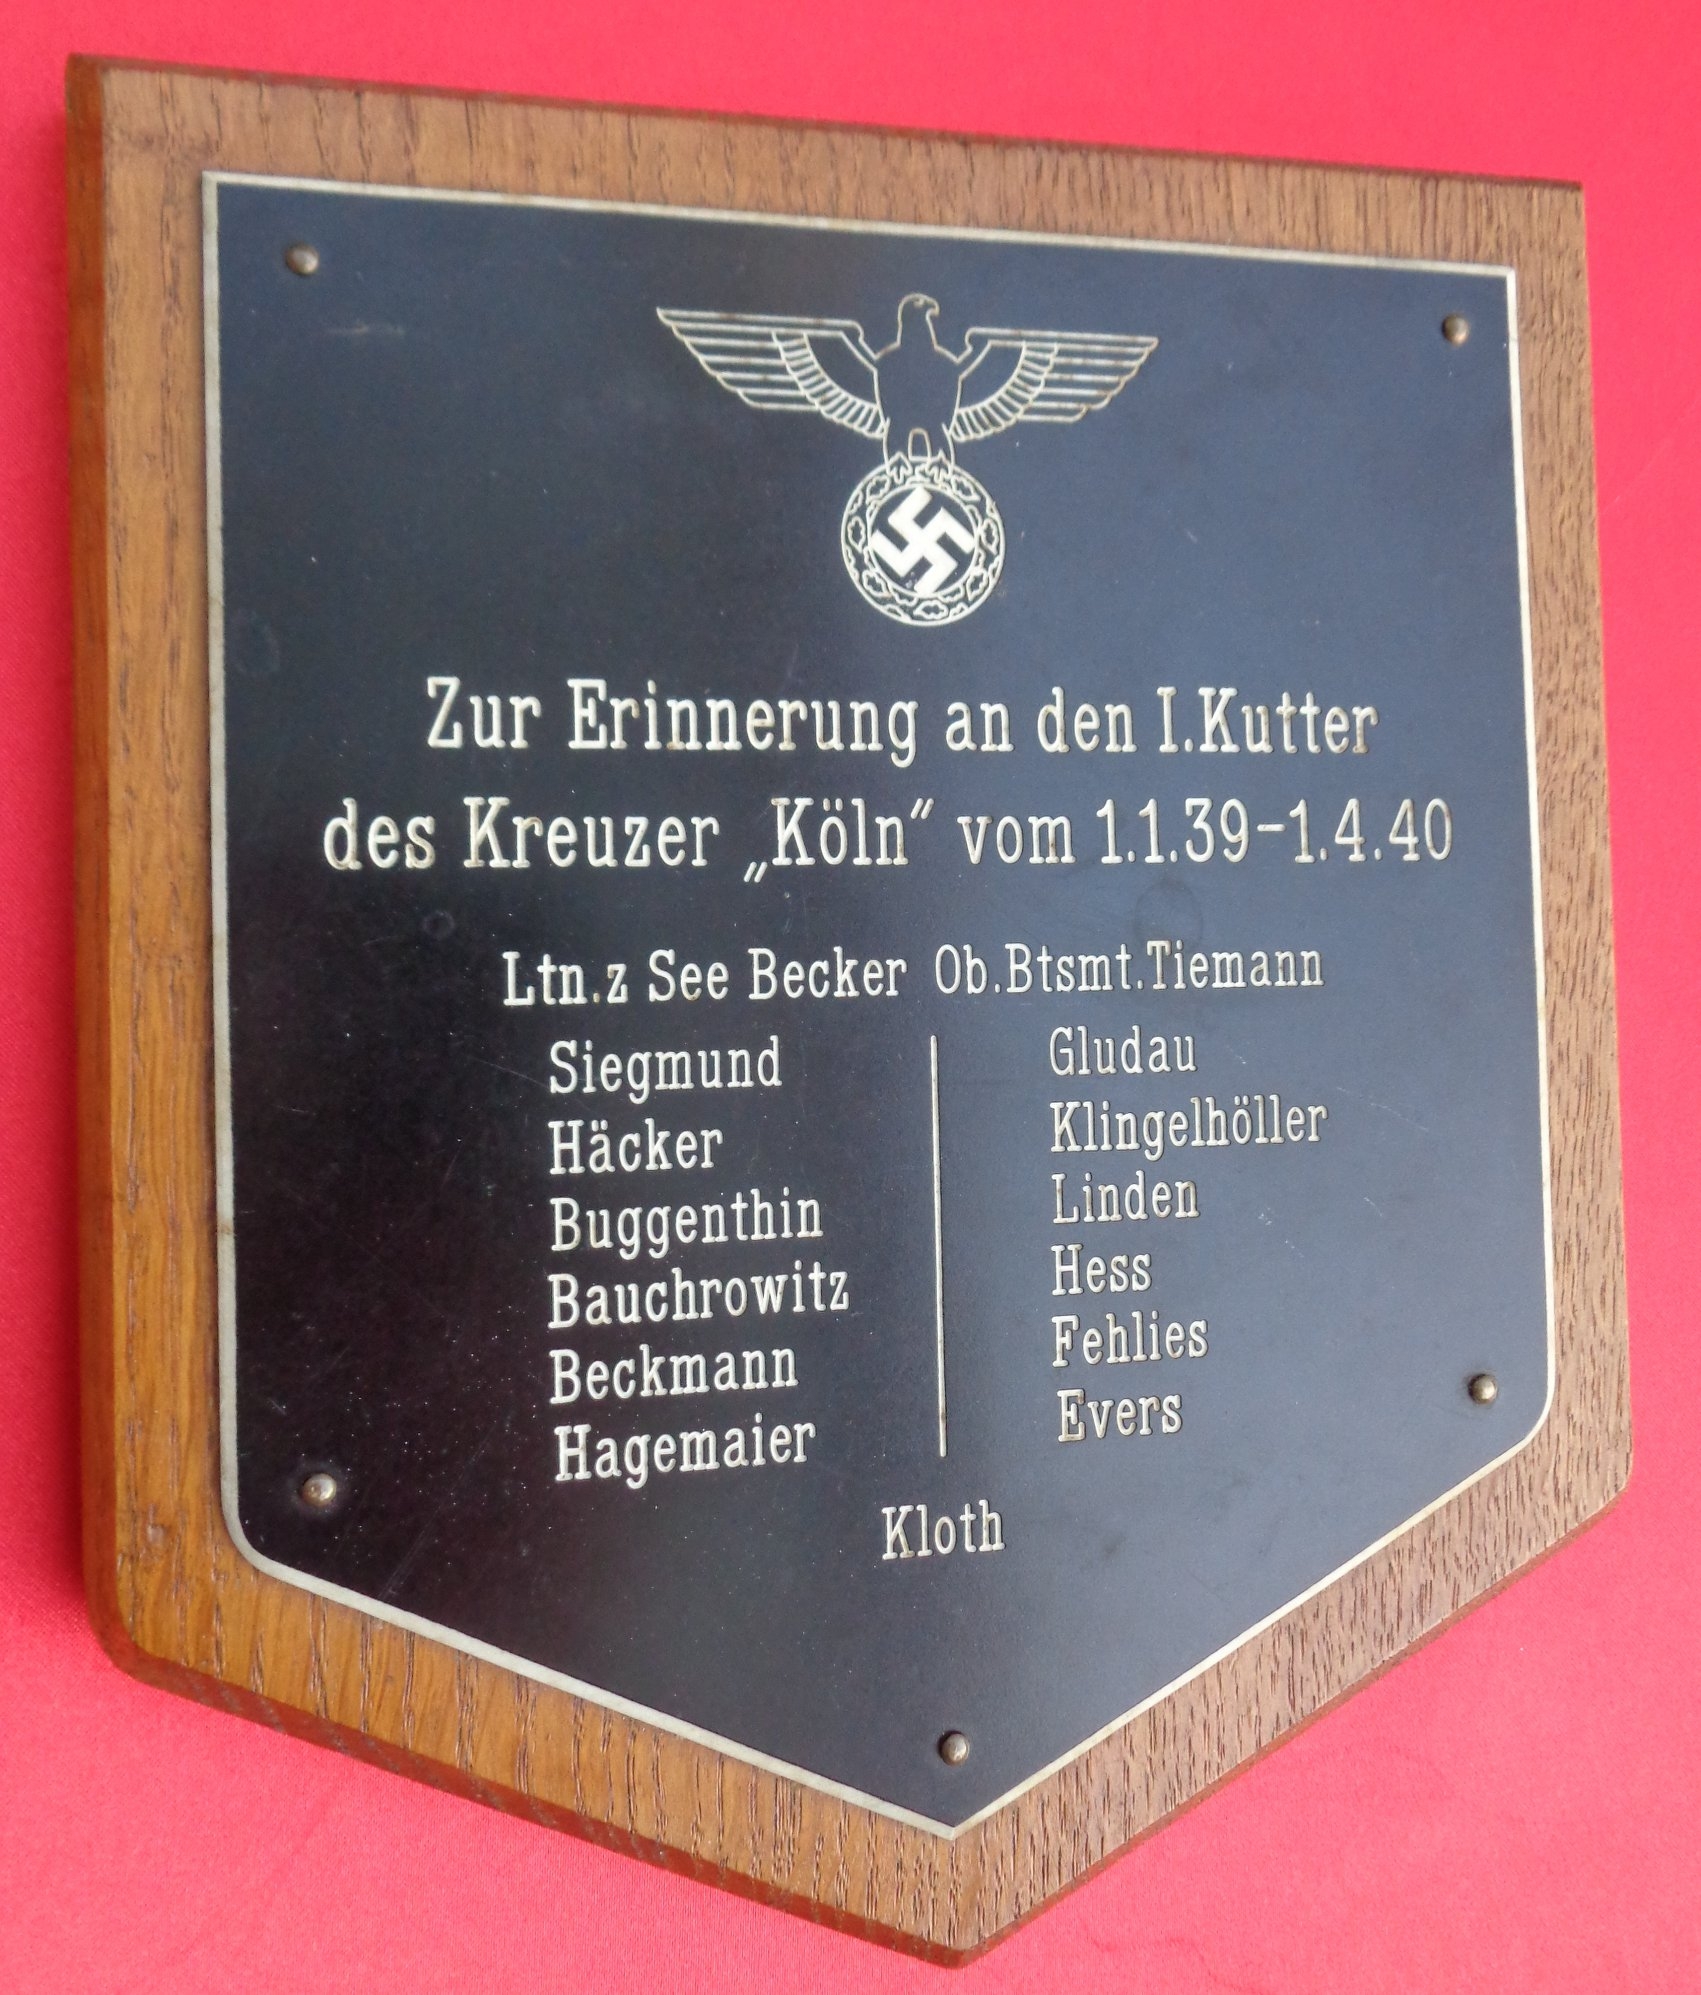 Zur Erinnerung an den I.Kutter
des Kreuzer „Köln“ vom 1.1.39-1.4.40
Ltn.z See Becker Ob.Btsmt.Tiemann
Siegmund
Häcker
Buggenthin
Bauchrowitz
Beckmann
Hagemaier
Gludau
Klingelhöller
Linden
Hess
Fehlies
Evers
Kloth